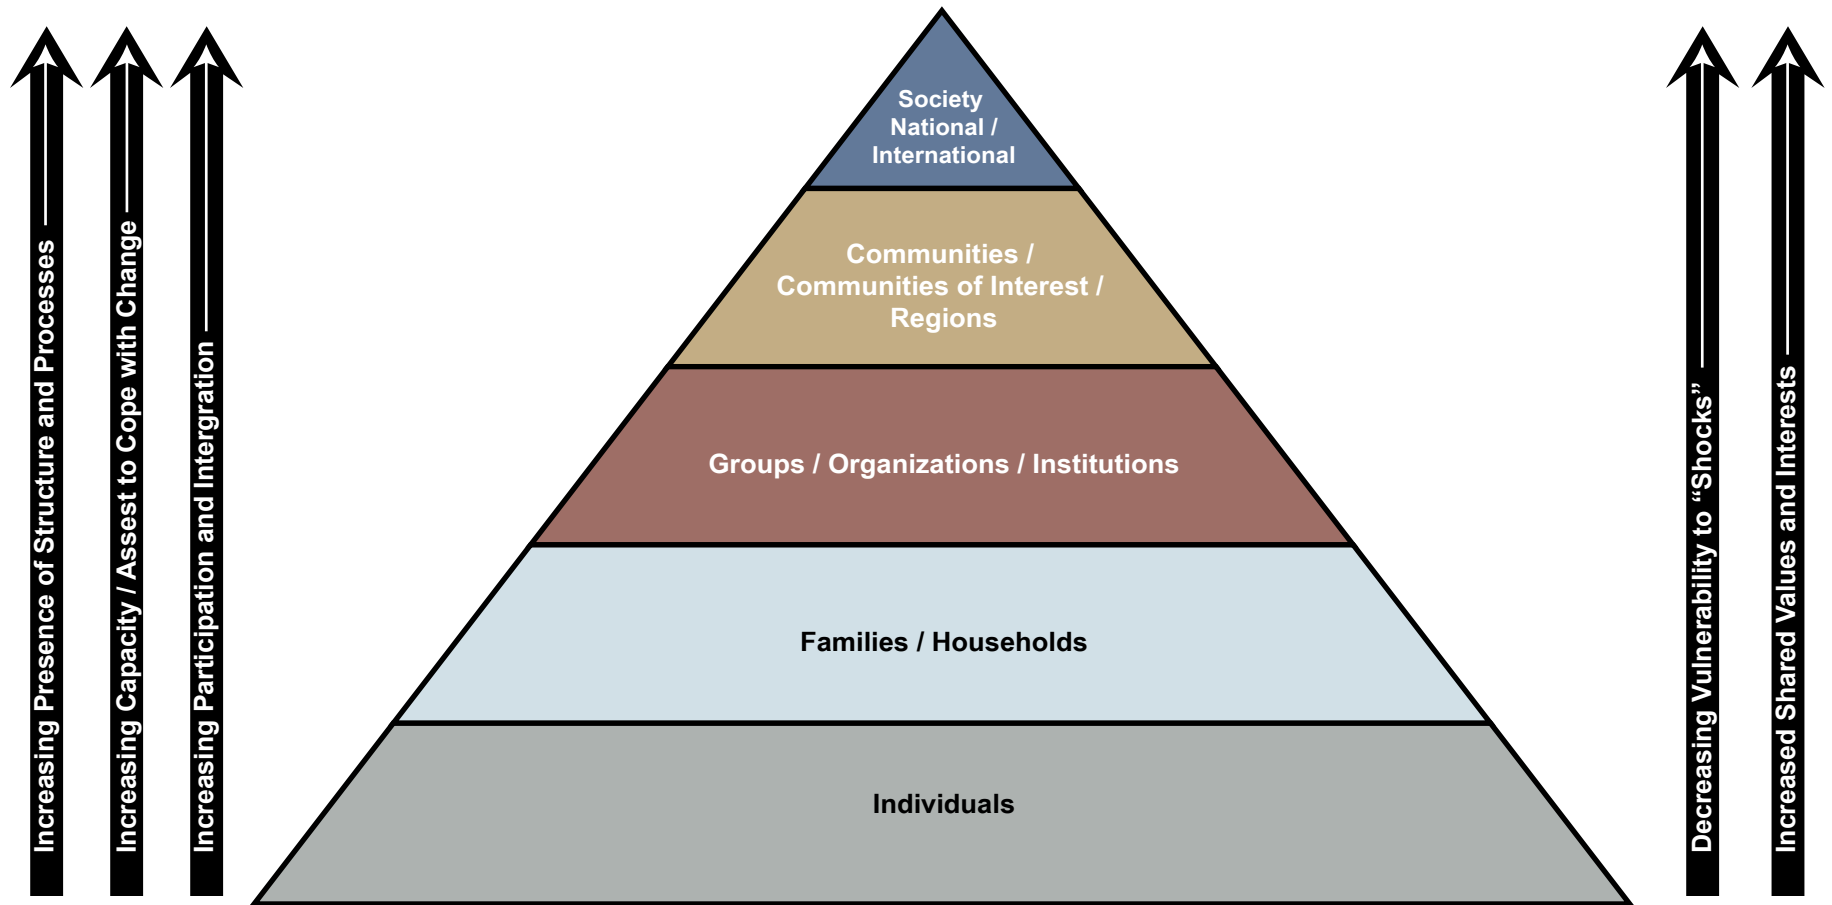 Increasing Presence of Structure and Processes
Increasing Capacity / Assest to Cope with Change
Increasing Participation and Intergration
Society
National /
International
Communities /
Communities of Interest /
Regions
Groups / Organizations / Institutions
Families / Households
Individuals
Decreasing Vulnerability to “Shocks”
Increased Shared Values and Interests